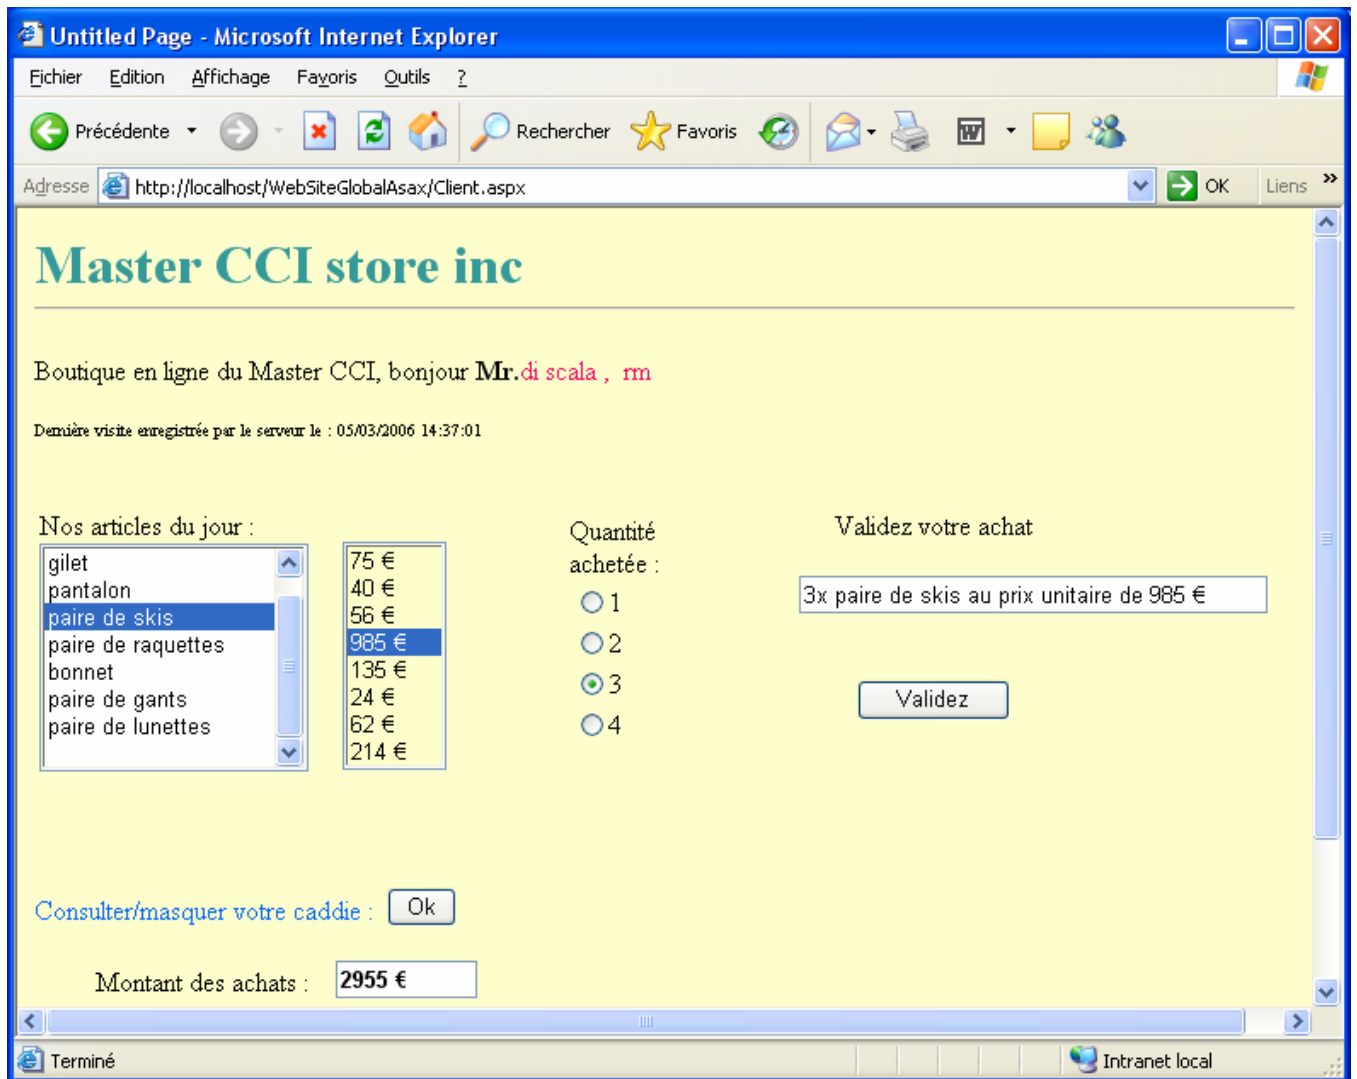 Untitled Page - Microsoft Internet Explorer
Fichier Edition Affichage Favoris Outils ?
Précédente Rechercher Favoris
Adresse http://localhost/WebSiteGlobalAsax/Client.aspx OK Liens »
Master CCI store inc
Boutique en ligne du Master CCI, bonjour Mr.di scala , rm
Dernière visite enregistrée par le serveur le : 05/03/2006 14:37:01
Nos articles du jour :
gilet
pantalon
paire de skis
paire de raquettes
bonnet
paire de gants
paire de lunettes
75 €
40 €
56 €
985 €
135 €
24 €
62 €
214 €
Quantité
achetée :
1
2
3
4
Validez votre achat
3x paire de skis au prix unitaire de 985 €
Validez
Consulter/masquer votre caddie : Ok
Montant des achats : 2955 €
Terminé Intranet local